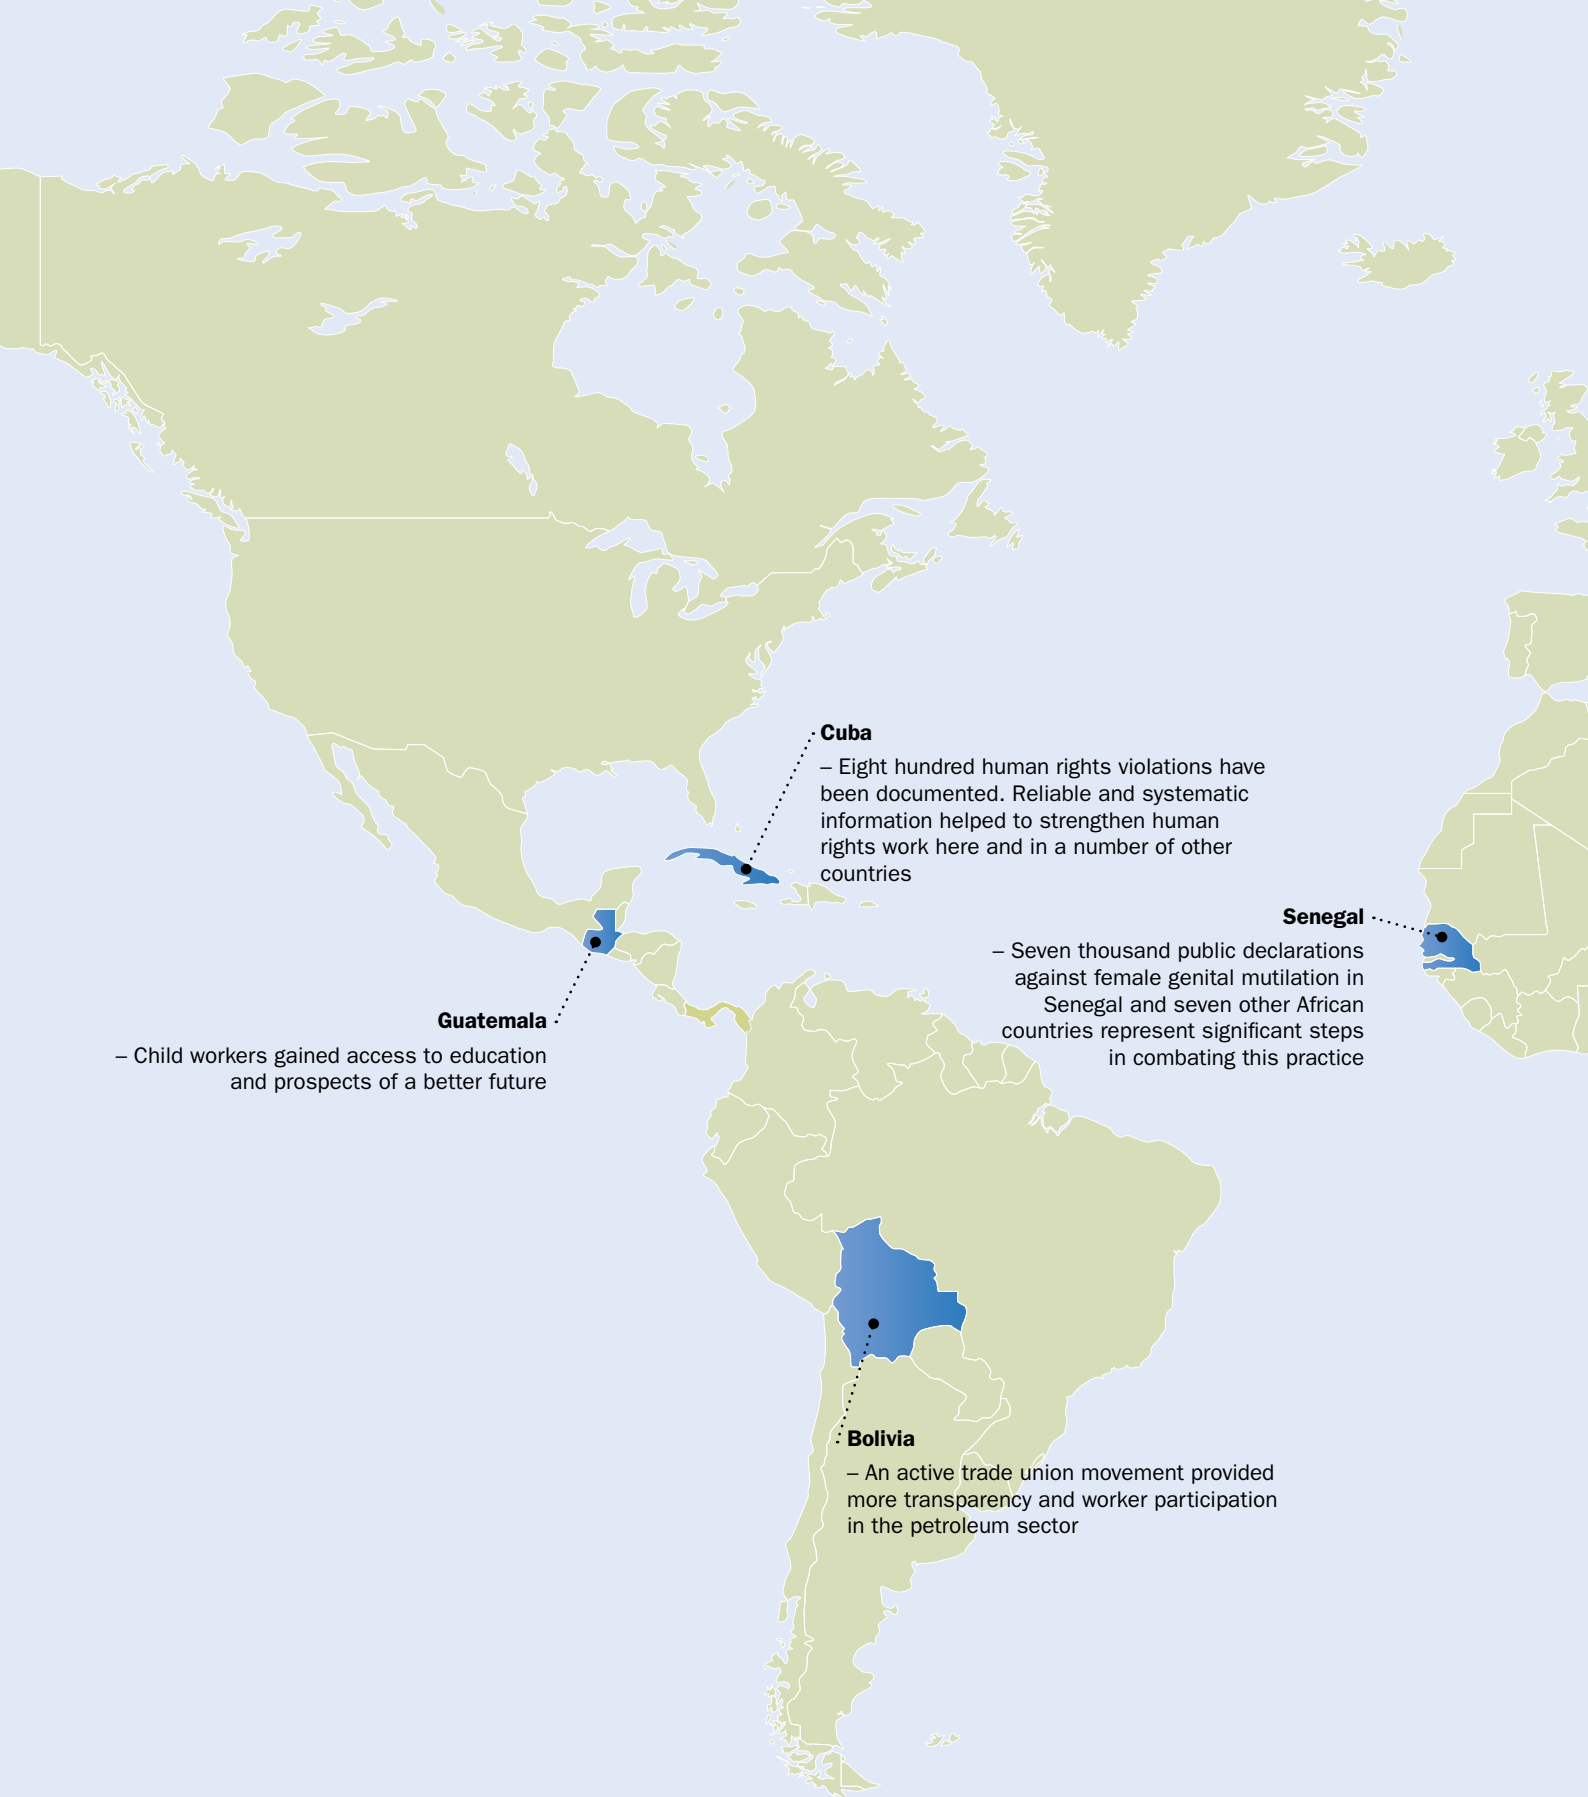 Cuba
– Eight hundred human rights violations have
been documented. Reliable and systematic
information helped to strengthen human
rights work here and in a number of other
countries
Senegal
– Seven thousand public declarations
against female genital mutilation in
Senegal and seven other African
countries represent significant steps
in combating this practice
Guatemala
– Child workers gained access to education
and prospects of a better future
Bolivia
– An active trade union movement provided
more transparency and worker participation
in the petroleum sector